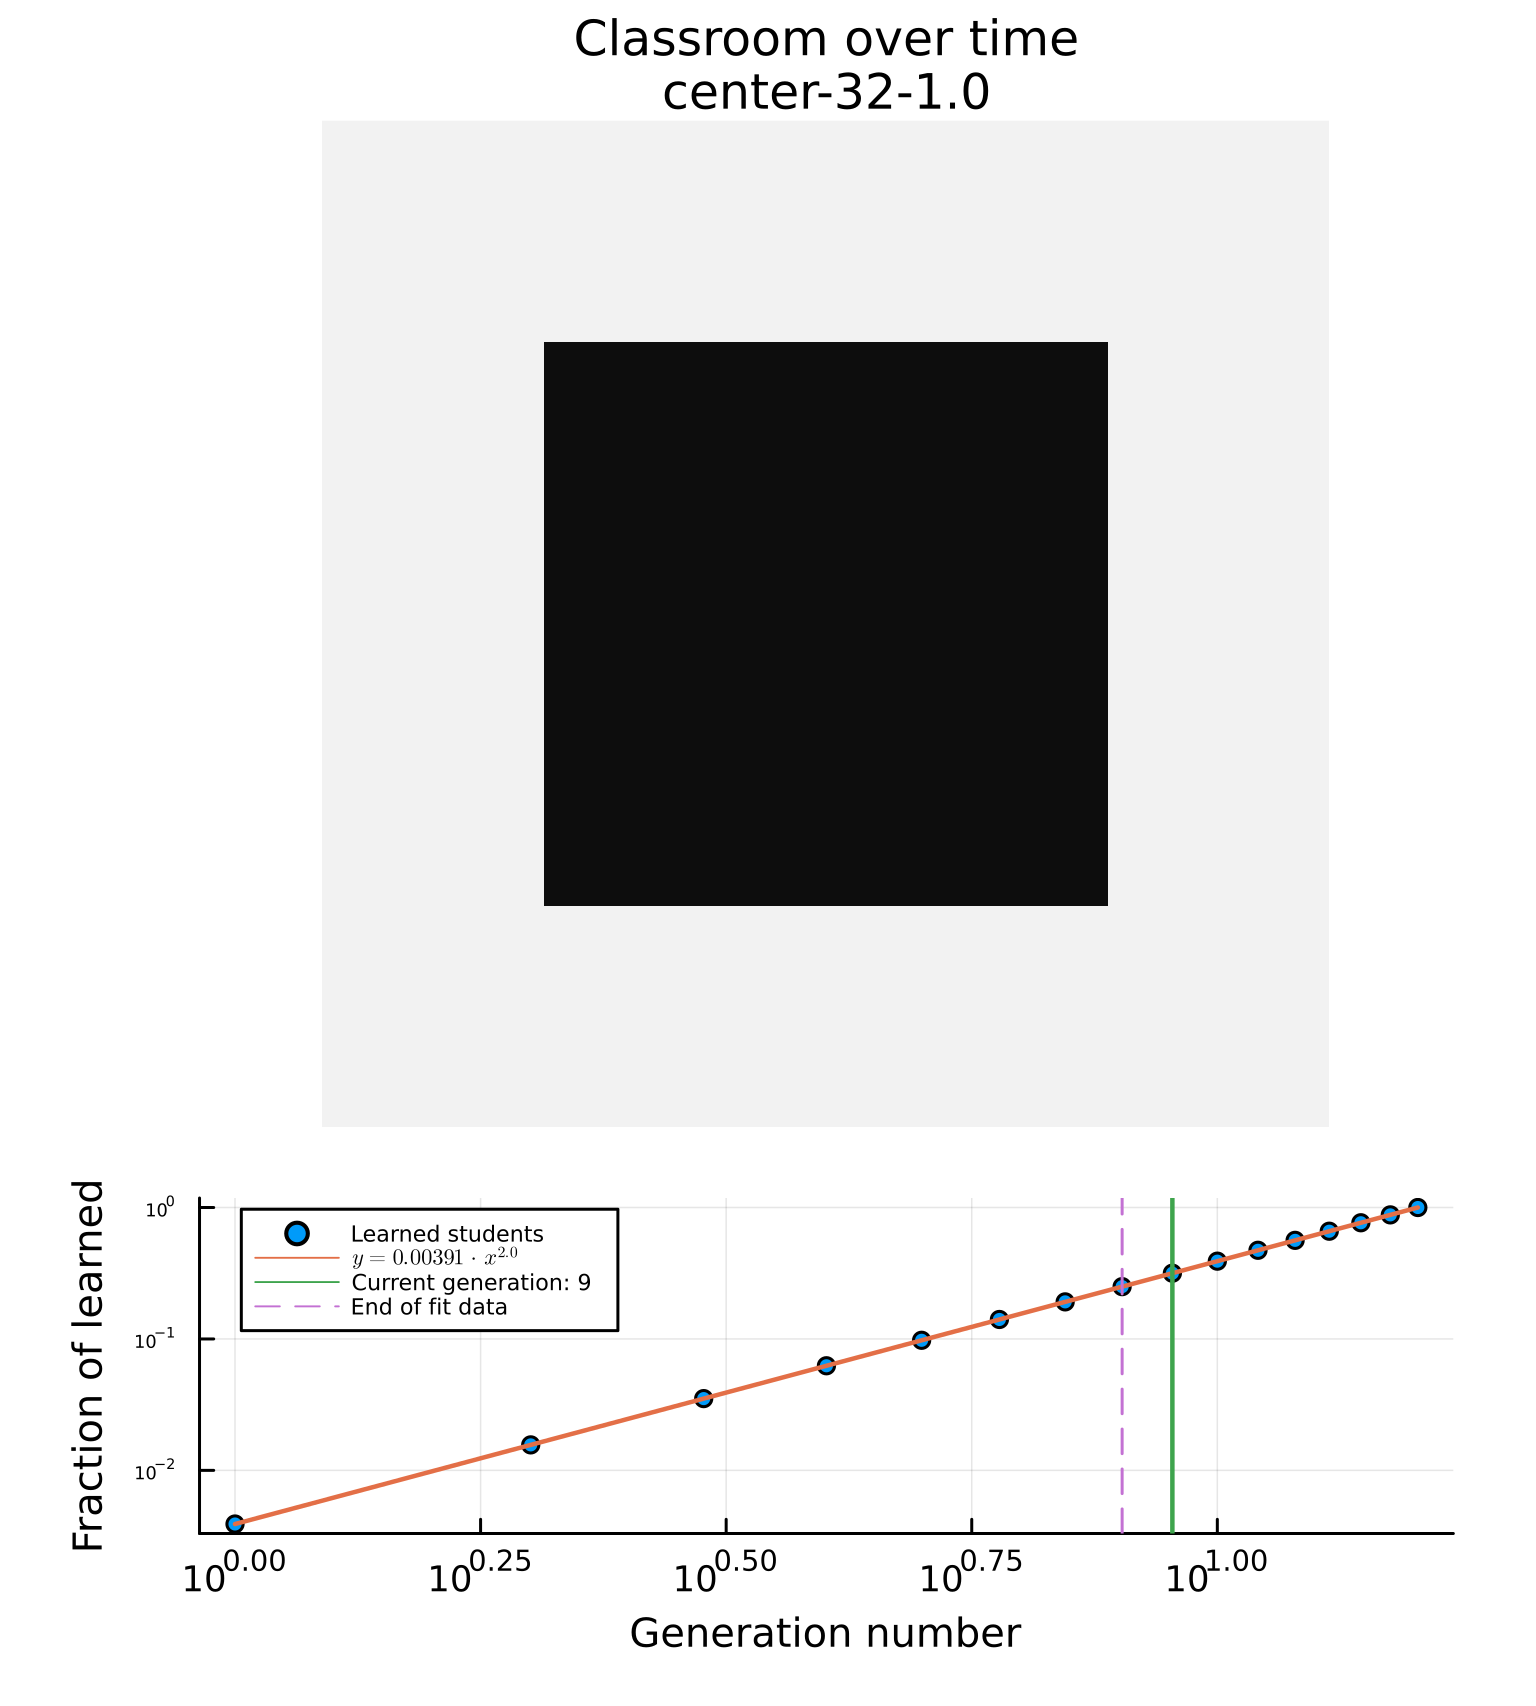 Classroom over time
center-32-1.0
Fraction of learned
10⁰
10⁻¹
10⁻²
Learned students
y = 0.00391 · x^2.0
Current generation: 9
End of fit data
10^0.00 10^0.25 10^0.50 10^0.75 10^1.00
Generation number